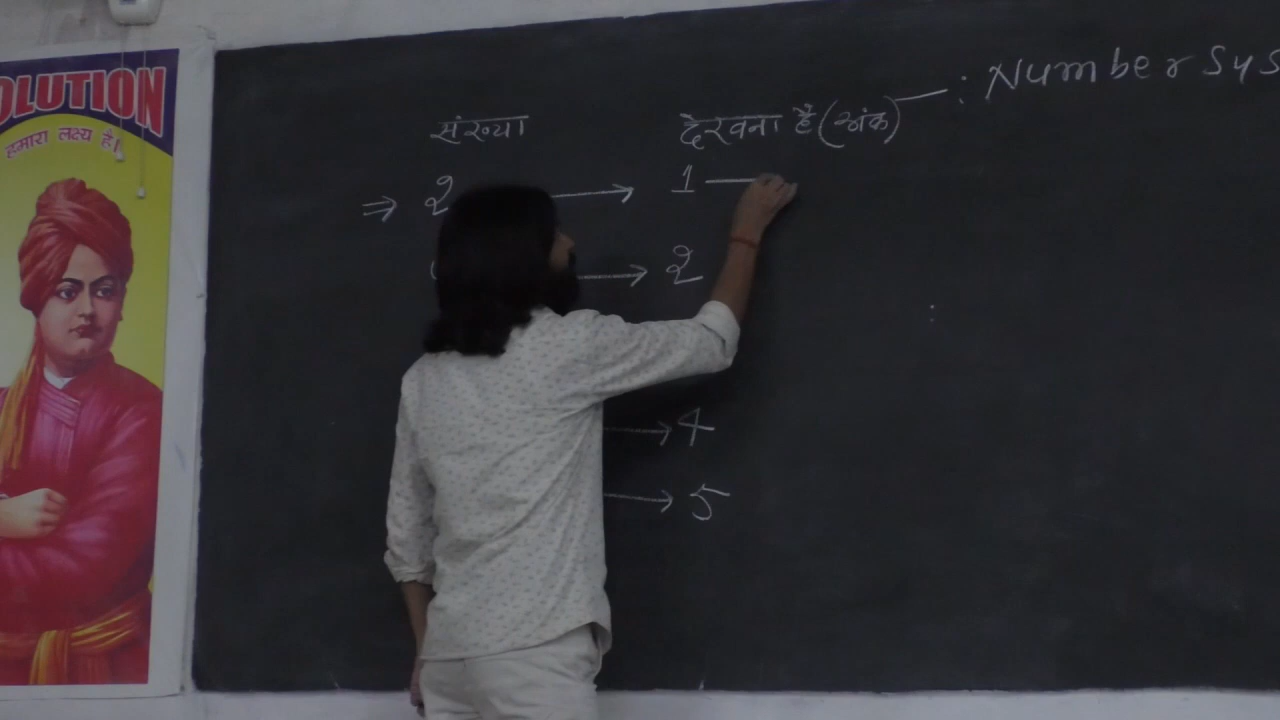 OLUTION
हमारा लक्ष्य है।
: Number Sys
संख्या देखना है (अंक) —
⇒ 2 → 1 —
→ 2
→ 4
→ 5